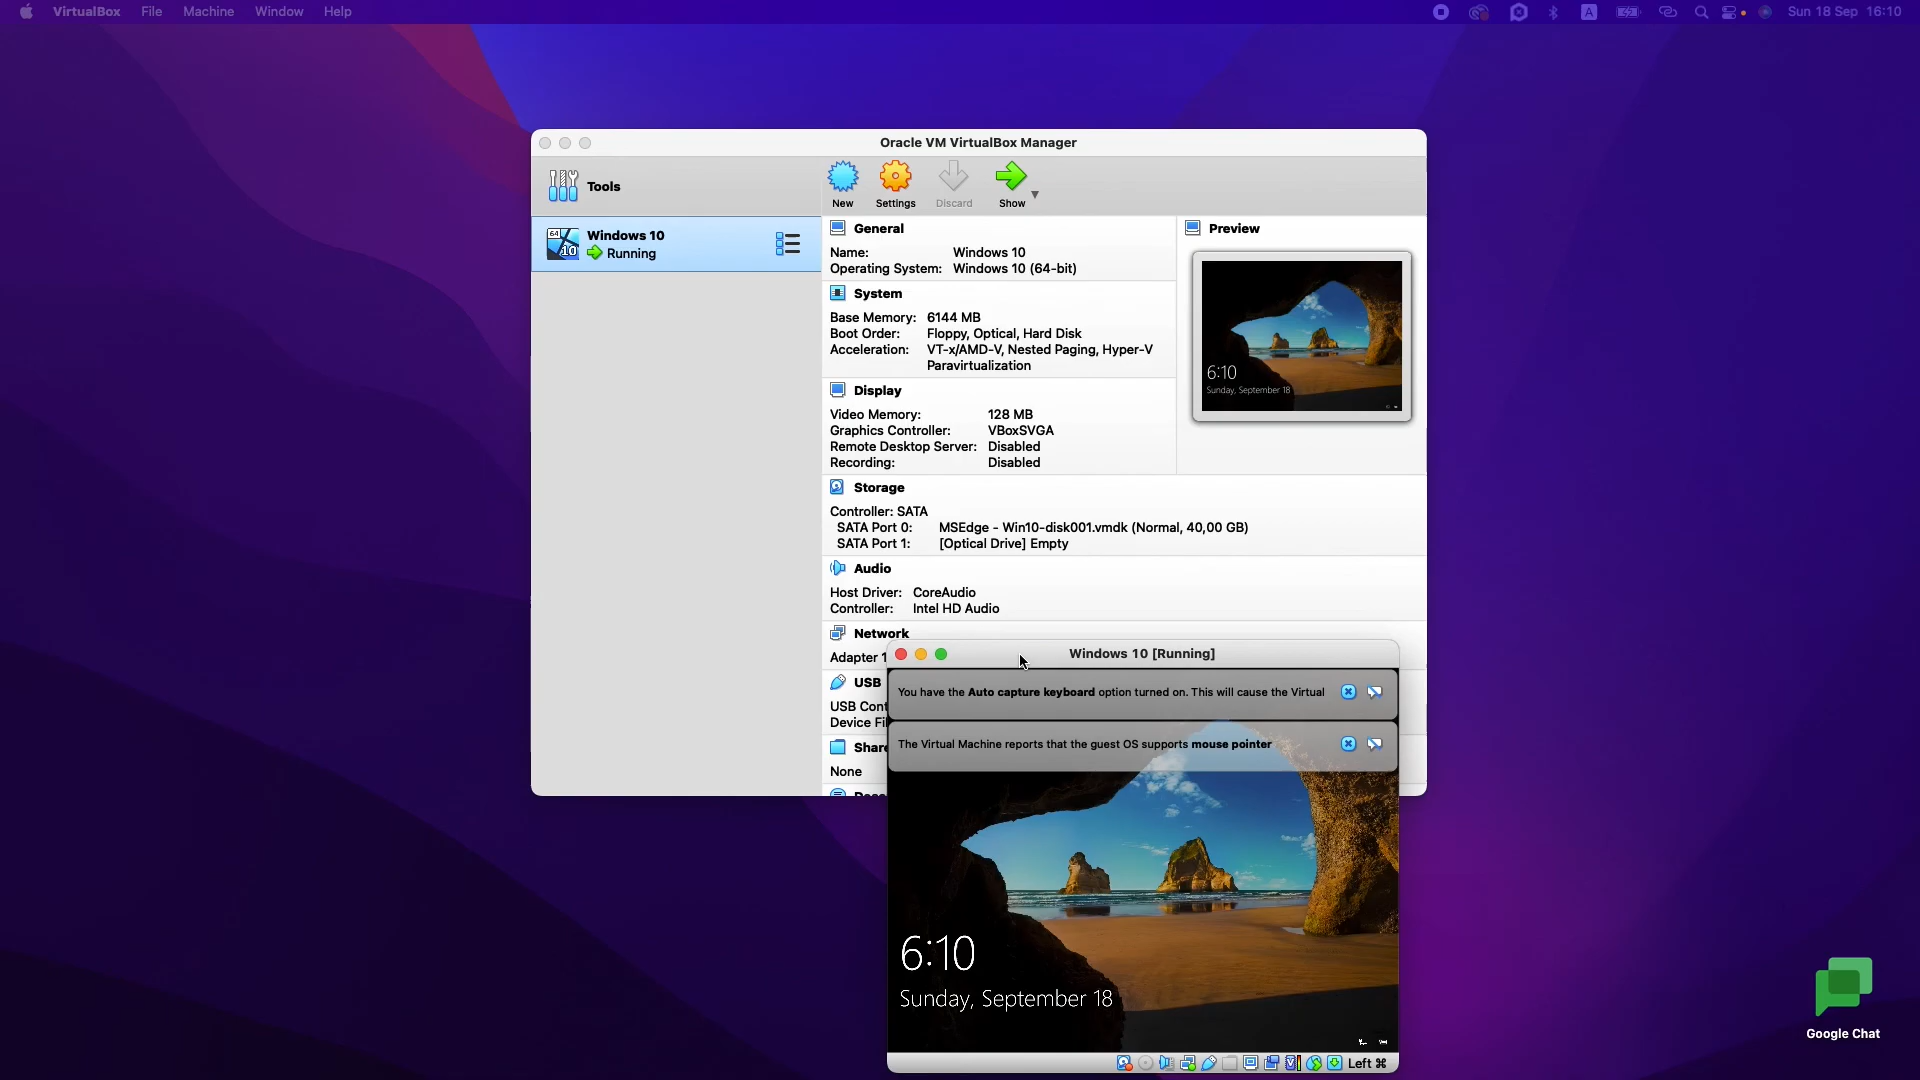 VirtualBox File Machine Window Help
A
Sun 18 Sep 16:10
Oracle VM VirtualBox Manager
Tools
New Settings Discard Show
64
10
Windows 10
Running
General
Name: Windows 10
Operating System: Windows 10 (64-bit)
System
Base Memory: 6144 MB
Boot Order: Floppy, Optical, Hard Disk
Acceleration: VT-x/AMD-V, Nested Paging, Hyper-V
Paravirtualization
Display
Video Memory: 128 MB
Graphics Controller: VBoxSVGA
Remote Desktop Server: Disabled
Recording: Disabled
Preview
6:10
Sunday, September 18
Storage
Controller: SATA
SATA Port 0: MSEdge - Win10-disk001.vmdk (Normal, 40,00 GB)
SATA Port 1: [Optical Drive] Empty
Audio
Host Driver: CoreAudio
Controller: Intel HD Audio
Network
Adapter 1
USB
USB Cont
Device Fil
Share
None
Windows 10 [Running]
You have the Auto capture keyboard option turned on. This will cause the Virtual
The Virtual Machine reports that the guest OS supports mouse pointer
6:10
Sunday, September 18
Left ⌘
Google Chat